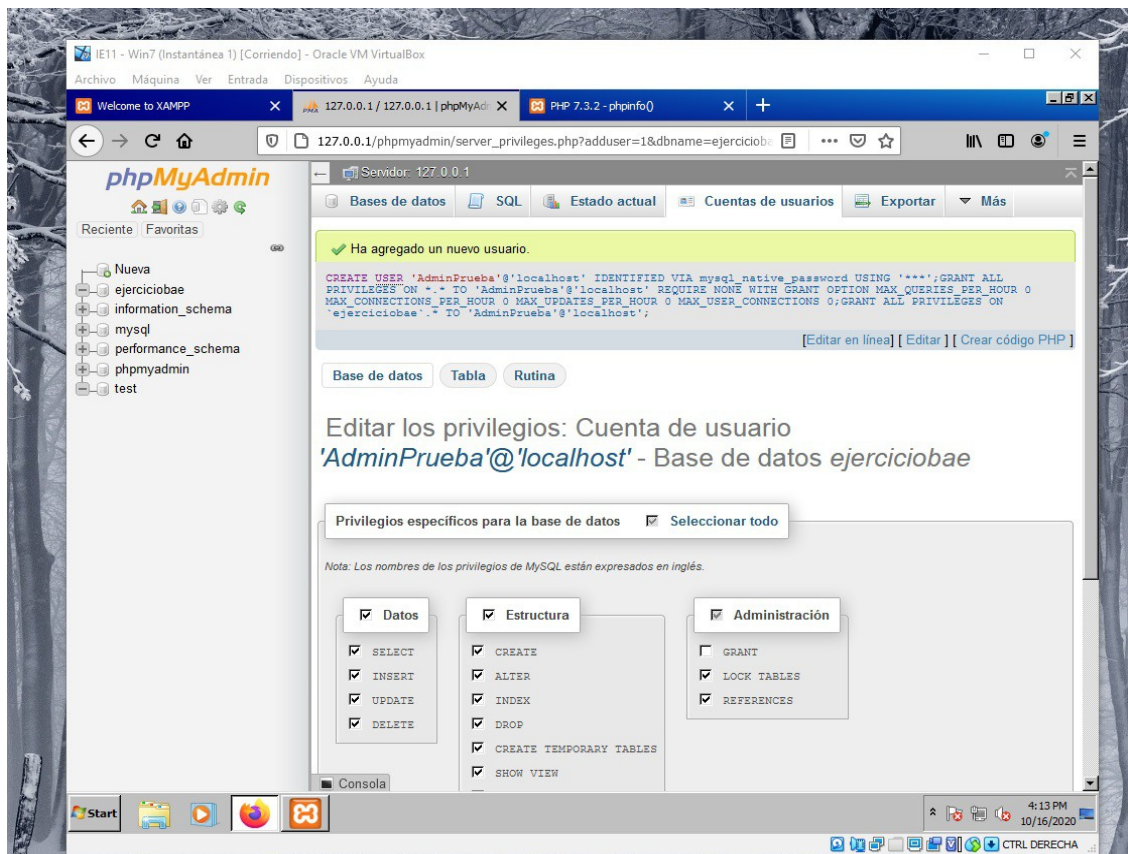 IE11 - Win7 (Instantánea 1) [Corriendo] - Oracle VM VirtualBox
Archivo Máquina Ver Entrada Dispositivos Ayuda
Welcome to XAMPP
127.0.0.1 / 127.0.0.1 | phpMyAdr
PHP 7.3.2 - phpinfo()
127.0.0.1/phpmyadmin/server_privileges.php?adduser=1&dbname=ejercicioba
phpMyAdmin
Reciente Favoritas
Nueva
ejerciciobae
information_schema
mysql
performance_schema
phpmyadmin
test
Servidor: 127.0.0.1
Bases de datos SQL Estado actual Cuentas de usuarios Exportar Más
Ha agregado un nuevo usuario.
CREATE USER 'AdminPrueba'@'localhost' IDENTIFIED VIA mysql_native_password USING '***';GRANT ALL
PRIVILEGES ON *.* TO 'AdminPrueba'@'localhost' REQUIRE NONE WITH GRANT OPTION MAX_QUERIES_PER_HOUR 0
MAX_CONNECTIONS_PER_HOUR 0 MAX_UPDATES_PER_HOUR 0 MAX_USER_CONNECTIONS 0;GRANT ALL PRIVILEGES ON
`ejerciciobae`.* TO 'AdminPrueba'@'localhost';
[Editar en línea] [ Editar ] [ Crear código PHP ]
Base de datos Tabla Rutina
Editar los privilegios: Cuenta de usuario
'AdminPrueba'@'localhost' - Base de datos ejerciciobae
Privilegios específicos para la base de datos Seleccionar todo
Nota: Los nombres de los privilegios de MySQL están expresados en inglés.
Datos
SELECT
INSERT
UPDATE
DELETE
Estructura
CREATE
ALTER
INDEX
DROP
CREATE TEMPORARY TABLES
SHOW VIEW
Administración
GRANT
LOCK TABLES
REFERENCES
Consola
Start
4:13 PM
10/16/2020
CTRL DERECHA